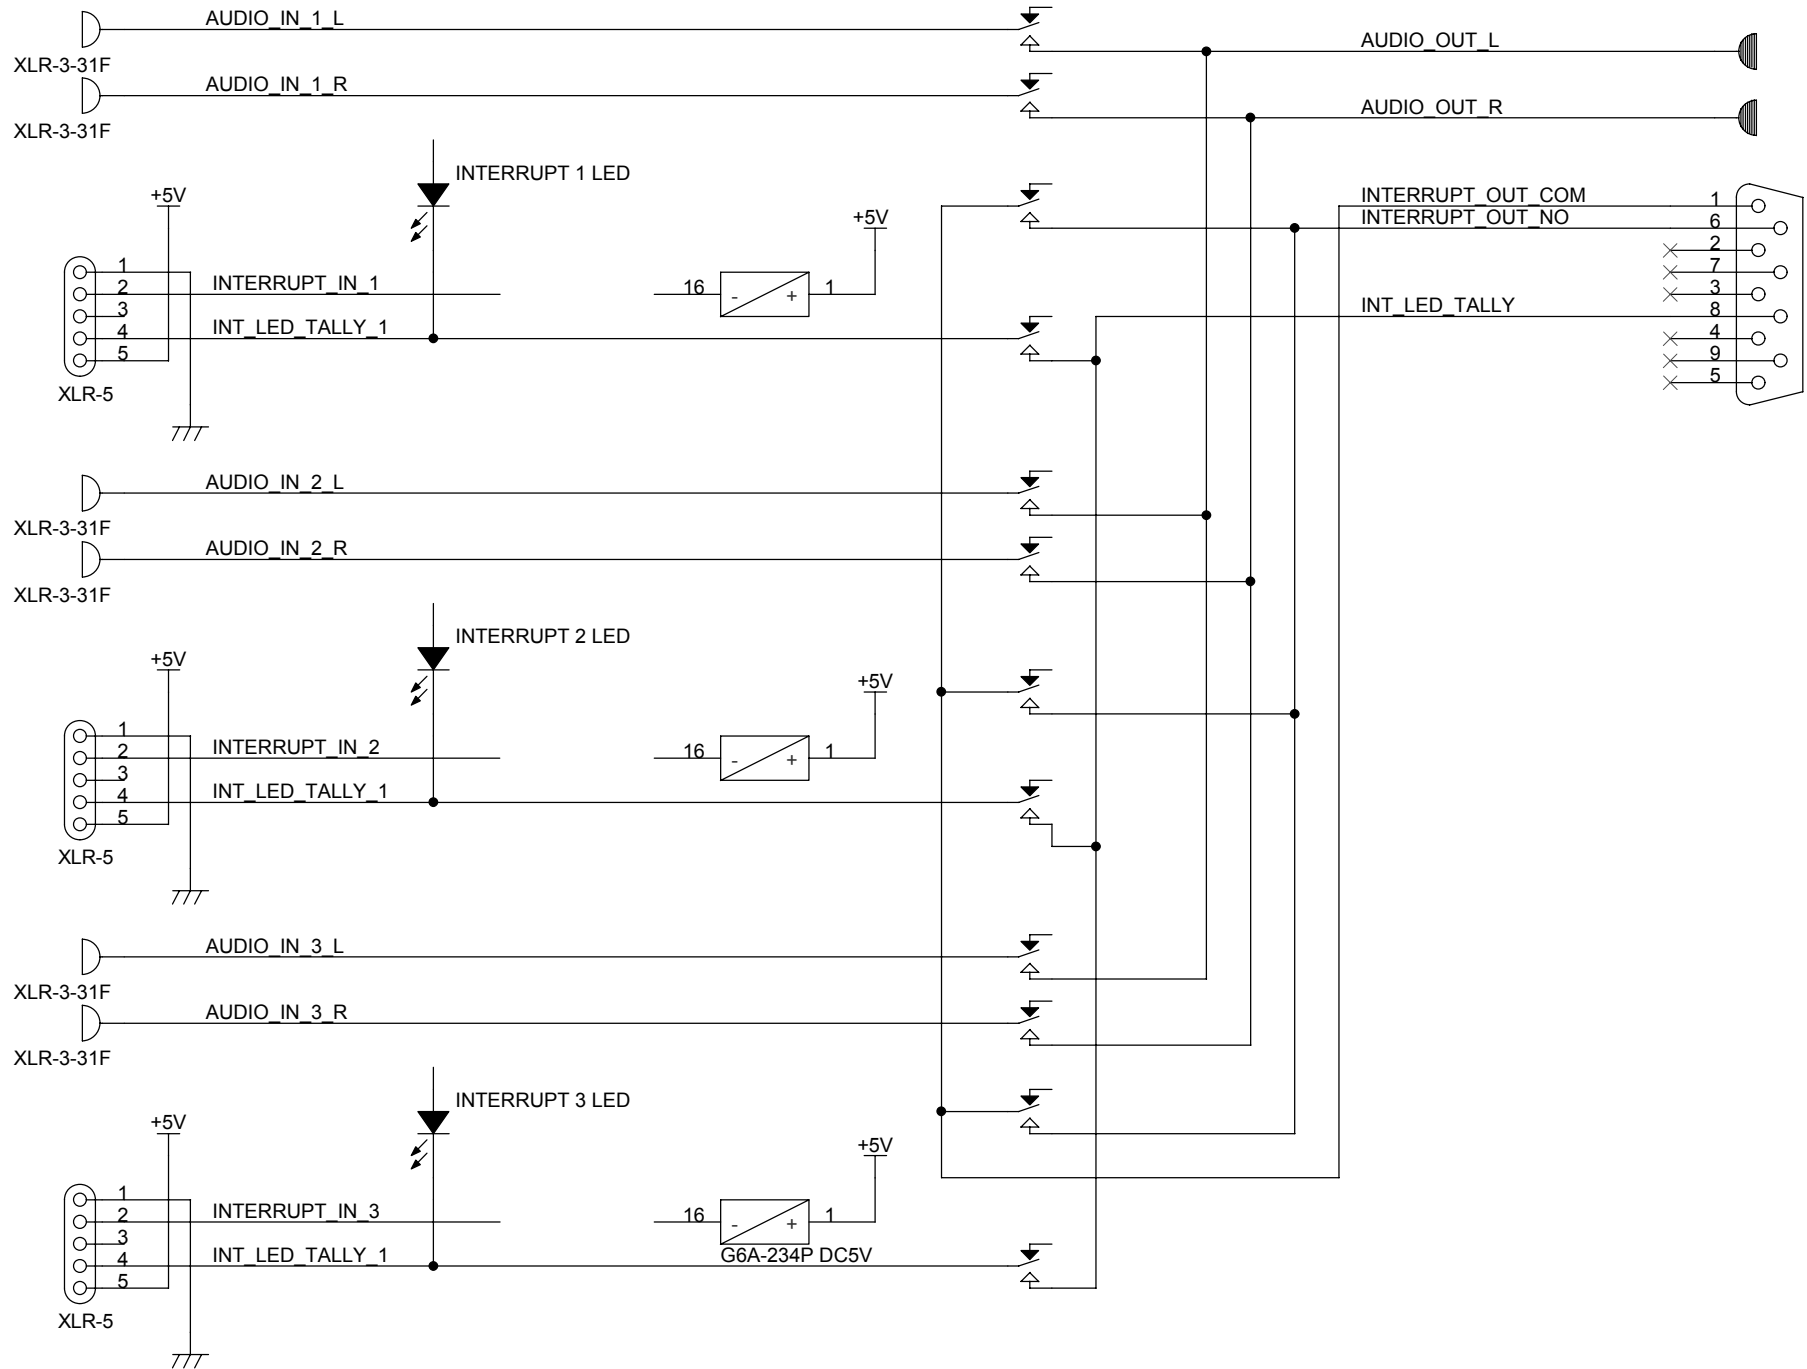 AUDIO_IN_1_L
AUDIO_OUT_L
XLR-3-31F
AUDIO_IN_1_R
AUDIO_OUT_R
XLR-3-31F
INTERRUPT 1 LED
+5V
INTERRUPT_OUT_COM
1
+5V
INTERRUPT_OUT_NO
6
2
7
3
8
4
9
5
INT_LED_TALLY
1
2
3
4
5
INTERRUPT_IN_1
16
-
+
1
INT_LED_TALLY_1
XLR-5
AUDIO_IN_2_L
XLR-3-31F
AUDIO_IN_2_R
XLR-3-31F
INTERRUPT 2 LED
+5V
+5V
1
2
3
4
5
INTERRUPT_IN_2
16
-
+
1
INT_LED_TALLY_1
XLR-5
AUDIO_IN_3_L
XLR-3-31F
AUDIO_IN_3_R
XLR-3-31F
INTERRUPT 3 LED
+5V
+5V
1
2
3
4
5
INTERRUPT_IN_3
16
-
+
1
INT_LED_TALLY_1
G6A-234P DC5V
XLR-5